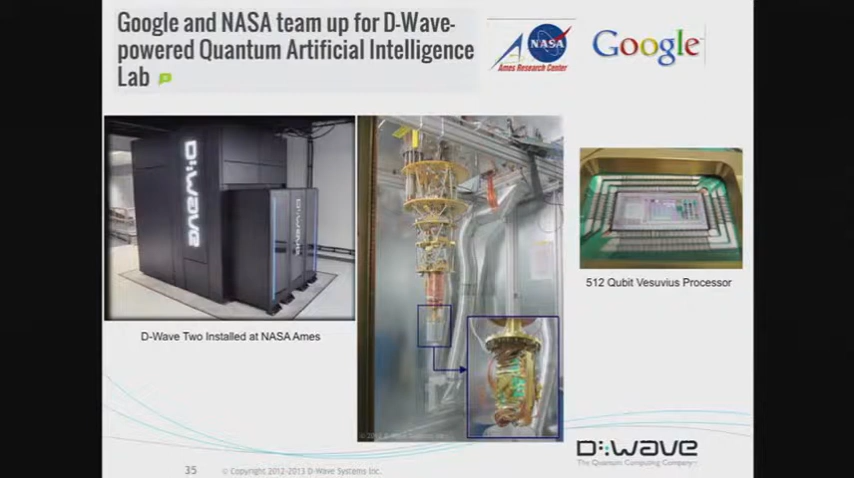 Google and NASA team up for D-Wave-
powered Quantum Artificial Intelligence
Lab
NASA
Ames Research Center
Google
D:Wave
D:Wave
D-Wave Two Installed at NASA Ames
512 Qubit Vesuvius Processor
D:Wave
The Quantum Computing Company™
35
© Copyright 2012-2013 D-Wave Systems Inc.